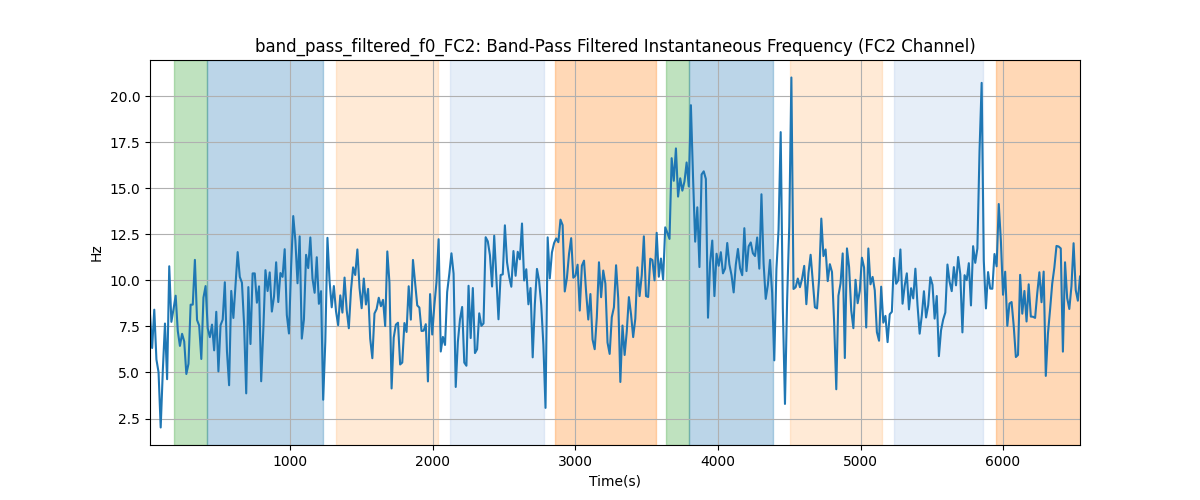 band_pass_filtered_f0_FC2: Band-Pass Filtered Instantaneous Frequency (FC2 Channel)
20.0
17.5
15.0
12.5
10.0
7.5
5.0
2.5
Hz
1000 2000 3000 4000 5000 6000
Time(s)